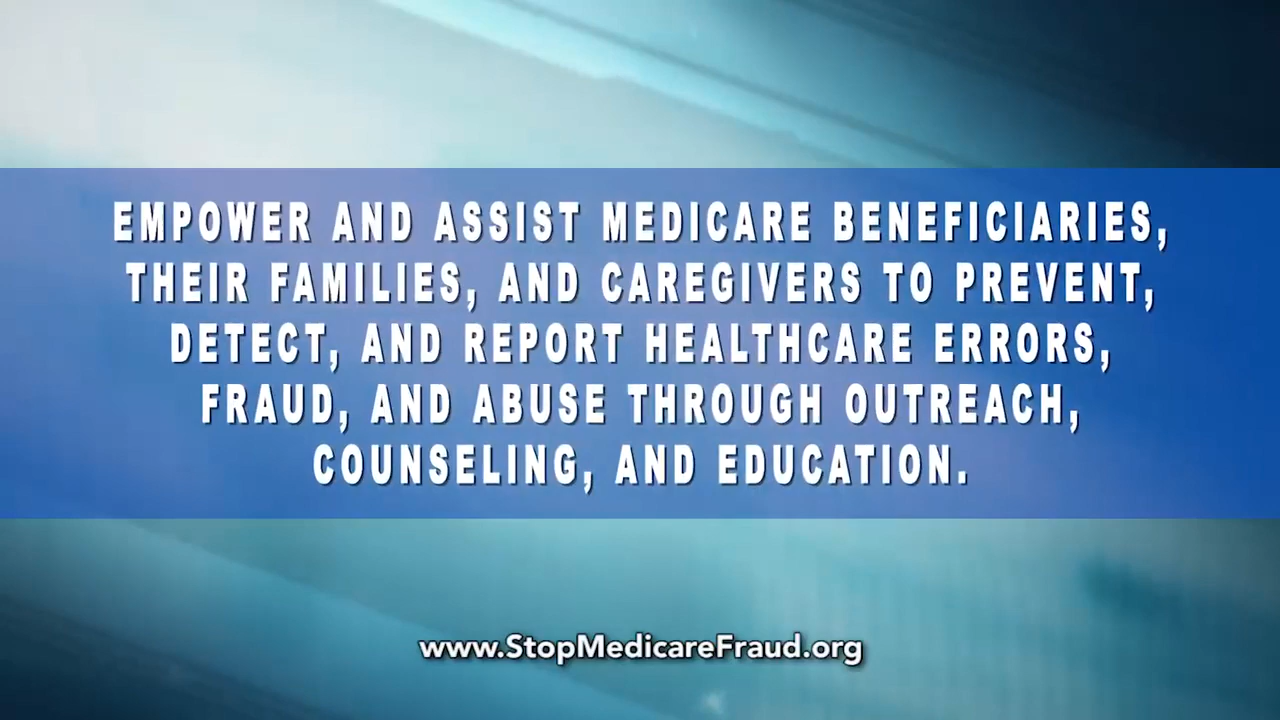 EMPOWER AND ASSIST MEDICARE BENEFICIARIES,
THEIR FAMILIES, AND CAREGIVERS TO PREVENT,
DETECT, AND REPORT HEALTHCARE ERRORS,
FRAUD, AND ABUSE THROUGH OUTREACH,
COUNSELING, AND EDUCATION.
www.StopMedicareFraud.org